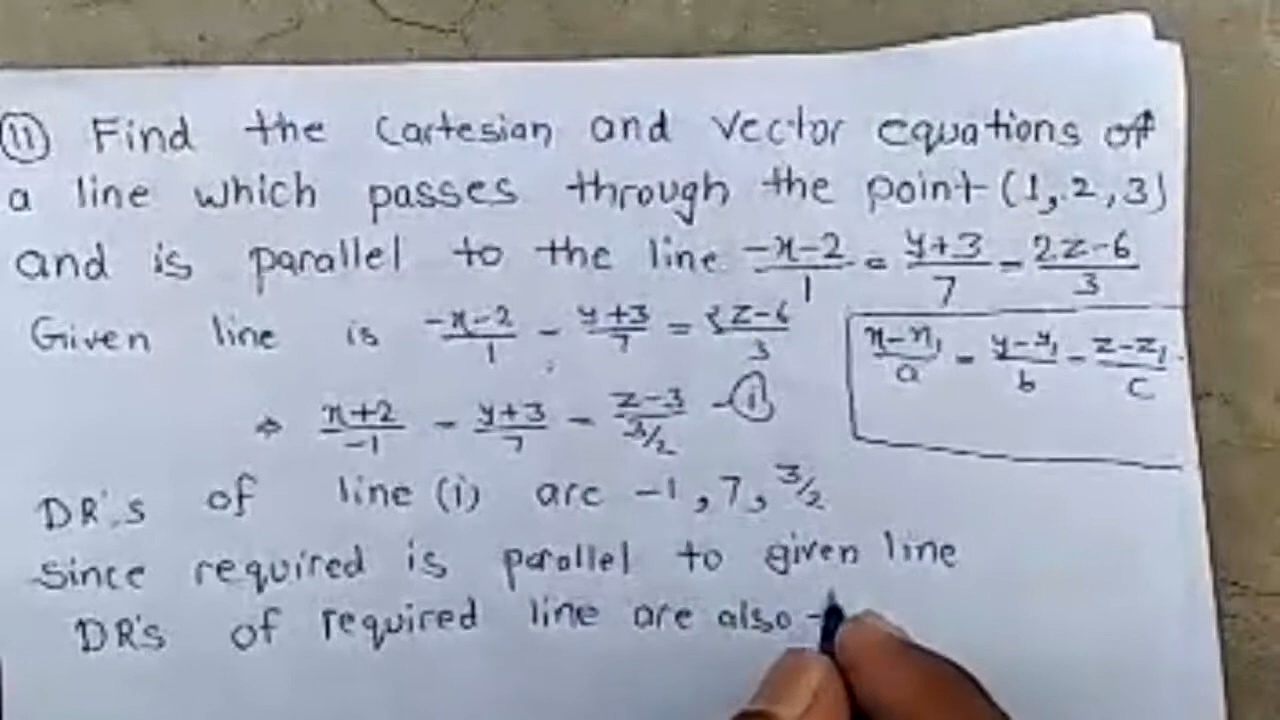 (11) Find the Cartesian and vector equations of
a line which passes through the point (1, 2, 3)
and is parallel to the line (-x-2)/1 = (y+3)/7 = (2z-6)/3
Given line is (-x-2)/1 = (y+3)/7 = (2z-6)/3
(x-x₁)/a = (y-y₁)/b = (z-z₁)/c
⇒ (x+2)/-1 = (y+3)/7 = (z-3)/(3/2) -(i)
DR's of line (i) are -1, 7, 3/2
Since required is parallel to given line
DR's of required line are also -